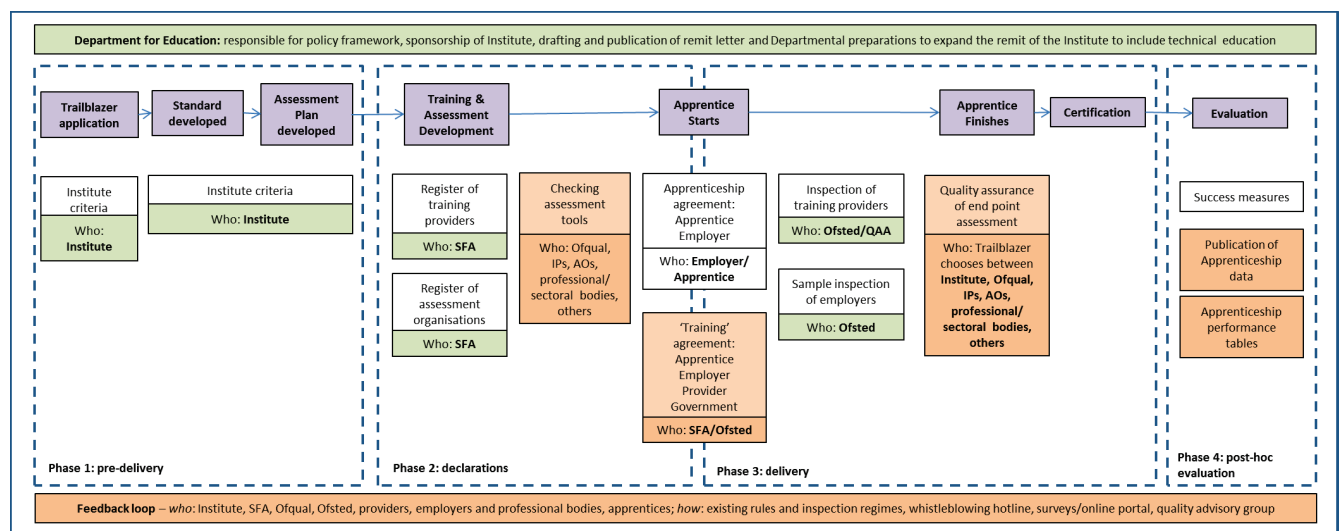 Department for Education: responsible for policy framework, sponsorship of Institute, drafting and publication of remit letter and Departmental preparations to expand the remit of the Institute to include technical education
Trailblazer
application
Standard
developed
Assessment
Plan
developed
Training &
Assessment
Development
Apprentice
Starts
Apprentice
Finishes
Certification
Evaluation
Institute
criteria
Who:
Institute
Institute criteria
Who: Institute
Register of
training
providers
Who: SFA
Register of
assessment
organisations
Who: SFA
Checking
assessment
tools
Who: Ofqual,
IPs, AOs,
professional/
sectoral bodies,
others
Apprenticeship
agreement:
Apprentice
Employer
Who: Employer/
Apprentice
'Training'
agreement:
Apprentice
Employer
Provider
Government
Who: SFA/Ofsted
Inspection of
training providers
Who: Ofsted/QAA
Sample inspection
of employers
Who: Ofsted
Quality assurance
of end point
assessment
Who: Trailblazer
chooses between
Institute, Ofqual,
IPs, AOs,
professional/
sectoral bodies,
others
Success measures
Publication of
Apprenticeship
data
Apprenticeship
performance
tables
Phase 1: pre-delivery
Phase 2: declarations
Phase 3: delivery
Phase 4: post-hoc
evaluation
Feedback loop – who: Institute, SFA, Ofqual, Ofsted, providers, employers and professional bodies, apprentices; how: existing rules and inspection regimes, whistleblowing hotline, surveys/online portal, quality advisory group